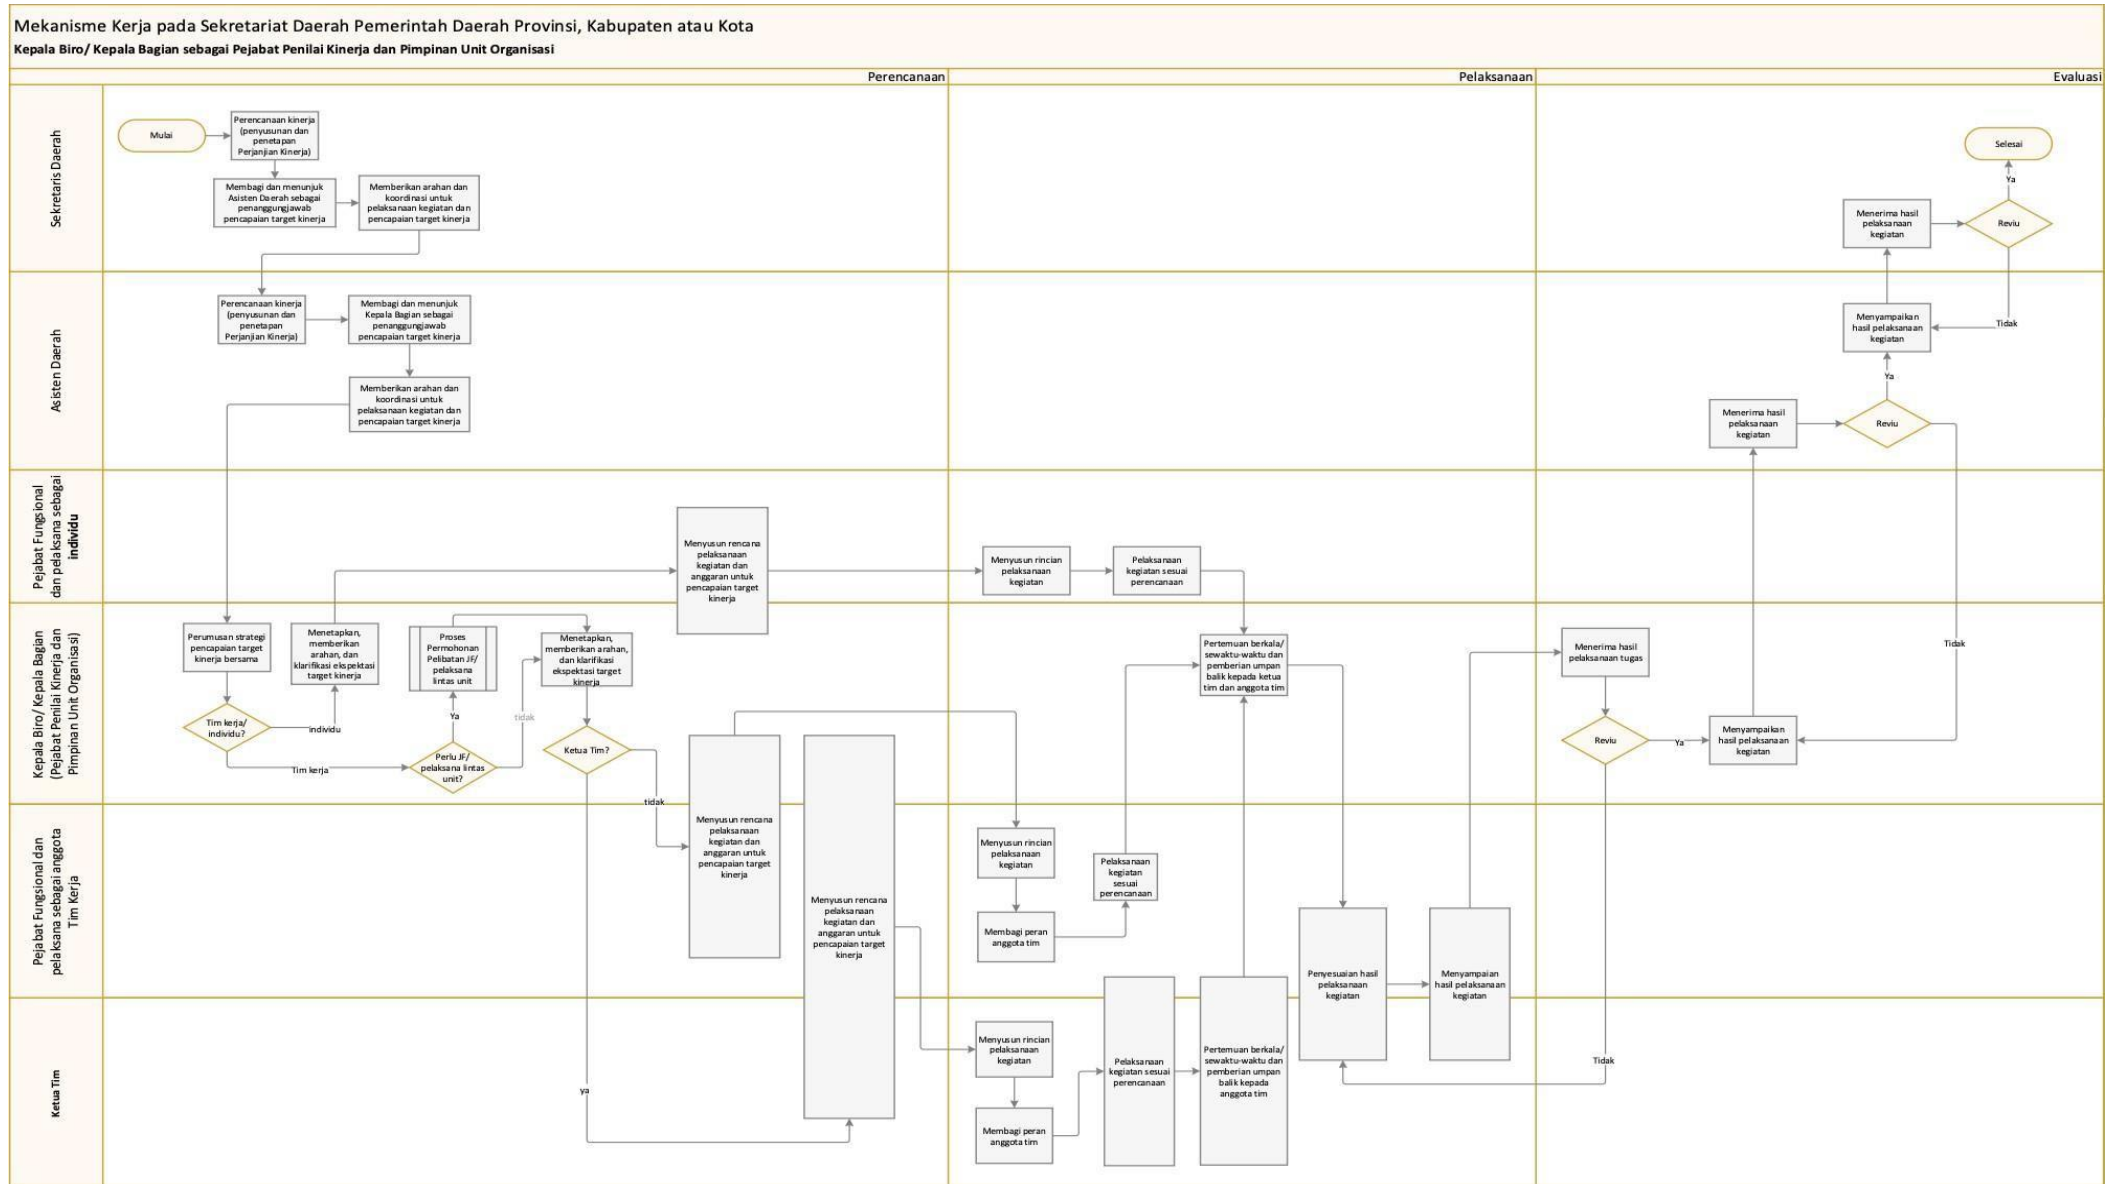 Mekanisme Kerja pada Sekretariat Daerah Pemerintah Daerah Provinsi, Kabupaten atau Kota
Kepala Biro/ Kepala Bagian sebagai Pejabat Penilai Kinerja dan Pimpinan Unit Organisasi
Perencanaan
Pelaksanaan
Evaluasi
Sekretaris Daerah
Mulai
Perencanaan kinerja
(penyusunan dan
penetapan
Perjanjian Kinerja)
Membagi dan menunjuk
Asisten Daerah sebagai
penanggungjawab
pencapaian target kinerja
Memberikan arahan dan
koordinasi untuk
pelaksanaan kegiatan dan
pencapaian target kinerja
Selesai
Ya
Menerima hasil
pelaksanaan
kegiatan
Reviu
Asisten Daerah
Perencanaan kinerja
(penyusunan dan
penetapan
Perjanjian Kinerja)
Membagi dan menunjuk
Kepala Bagian sebagai
penanggungjawab
pencapaian target kinerja
Memberikan arahan dan
koordinasi untuk
pelaksanaan kegiatan dan
pencapaian target kinerja
Menyampaikan
hasil pelaksanaan
kegiatan
Tidak
Ya
Menerima hasil
pelaksanaan
kegiatan
Reviu
Pejabat Fungsional
dan pelaksana sebagai
individu
Menyusun rencana
pelaksanaan
kegiatan dan
anggaran untuk
pencapaian target
kinerja
Menyusun rincian
pelaksanaan
kegiatan
Pelaksanaan
kegiatan sesuai
perencanaan
Kepala Biro/ Kepala Bagian
(Pejabat Penilai Kinerja dan
Pimpinan Unit Organisasi)
Perumusan strategi
pencapaian target
kinerja bersama
Menetapkan,
memberikan
arahan, dan
klarifikasi ekspektasi
target kinerja
Proses
Permohonan
Pelibatan JF/
pelaksana
lintas unit
Menetapkan,
memberikan arahan,
dan klarifikasi
ekspektasi target
kinerja
Tim kerja/
individu?
individu
Tim kerja
Ya
tidak
Perlu JF/
pelaksana lintas
unit?
Ketua Tim?
tidak
Pertemuan berkala/
sewaktu-waktu dan
pemberian umpan
balik kepada ketua
tim dan anggota tim
Menerima hasil
pelaksanaan tugas
Reviu
Ya
Menyampaikan
hasil pelaksanaan
kegiatan
Tidak
Pejabat Fungsional dan
pelaksana sebagai anggota
Tim Kerja
Menyusun rencana
pelaksanaan
kegiatan dan
anggaran untuk
pencapaian target
kinerja
Menyusun rencana
pelaksanaan
kegiatan dan
anggaran untuk
pencapaian target
kinerja
Menyusun rincian
pelaksanaan
kegiatan
Membagi peran
anggota tim
Pelaksanaan
kegiatan
sesuai
perencanaan
Penyesuaian hasil
pelaksanaan
kegiatan
Menyampaian
hasil pelaksanaan
kegiatan
Ketua Tim
ya
Menyusun rincian
pelaksanaan
kegiatan
Membagi peran
anggota tim
Pelaksanaan
kegiatan sesuai
perencanaan
Pertemuan berkala/
sewaktu-waktu dan
pemberian umpan
balik kepada
anggota tim
Tidak